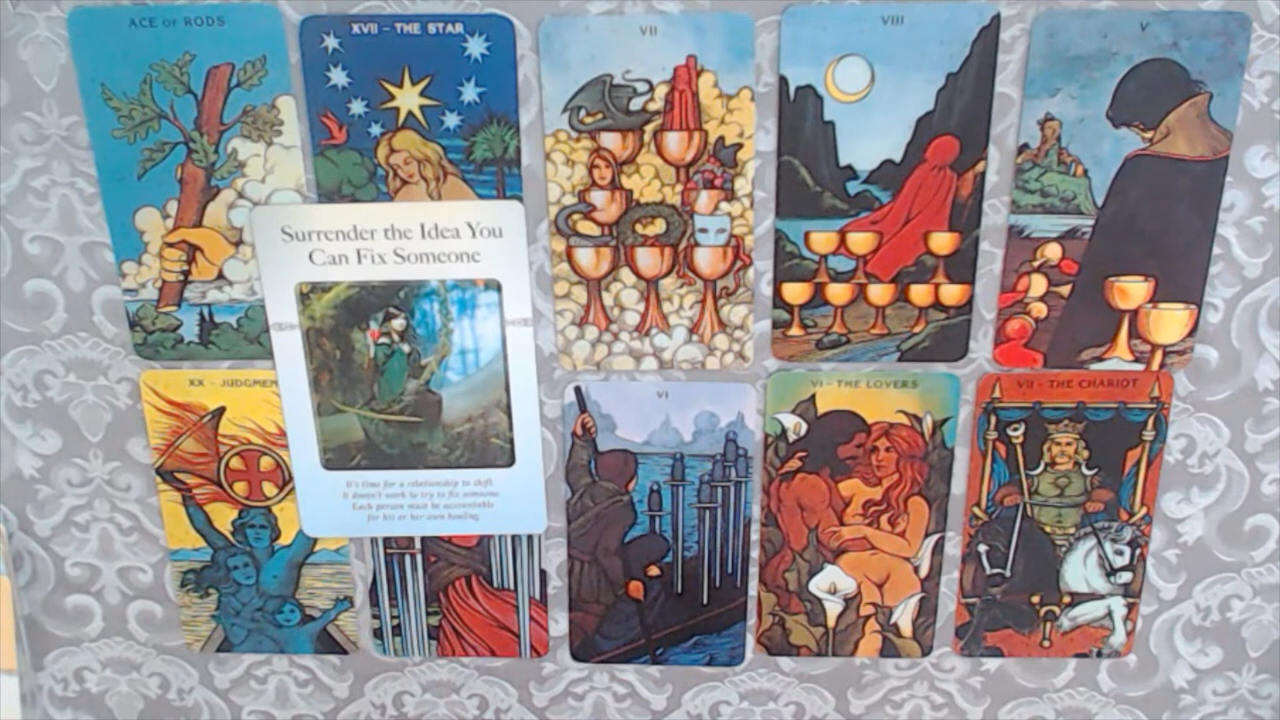 ACE OF RODS
XVII - THE STAR
VII
VIII
V
Surrender the Idea You
Can Fix Someone
It's time for a relationship to shift.
It doesn't work to try to fix someone.
Each person must be accountable
for his or her own healing.
XX - JUDGMEN
VI
VI - THE LOVERS
VII - THE CHARIOT